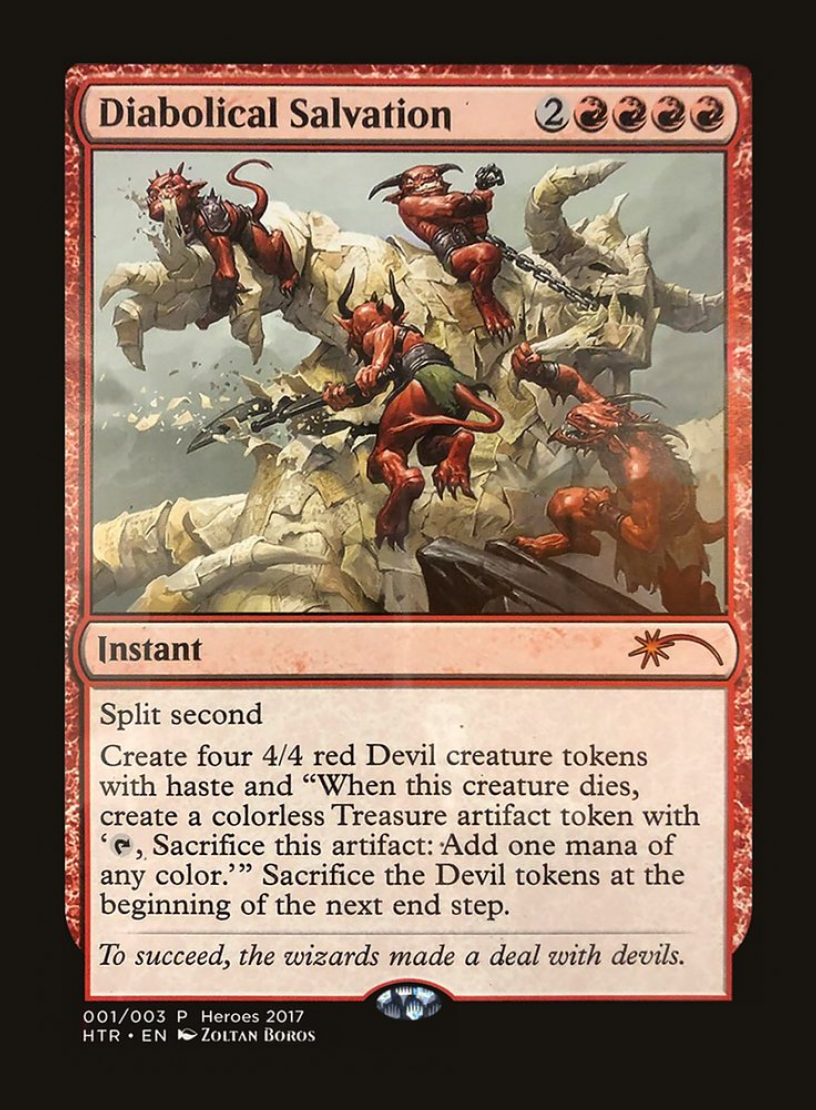 Diabolical Salvation 2
Instant
Split second
Create four 4/4 red Devil creature tokens
with haste and “When this creature dies,
create a colorless Treasure artifact token with
‘, Sacrifice this artifact: Add one mana of
any color.’” Sacrifice the Devil tokens at the
beginning of the next end step.
To succeed, the wizards made a deal with devils.
001/003 P Heroes 2017
HTR • EN Zoltan Boros